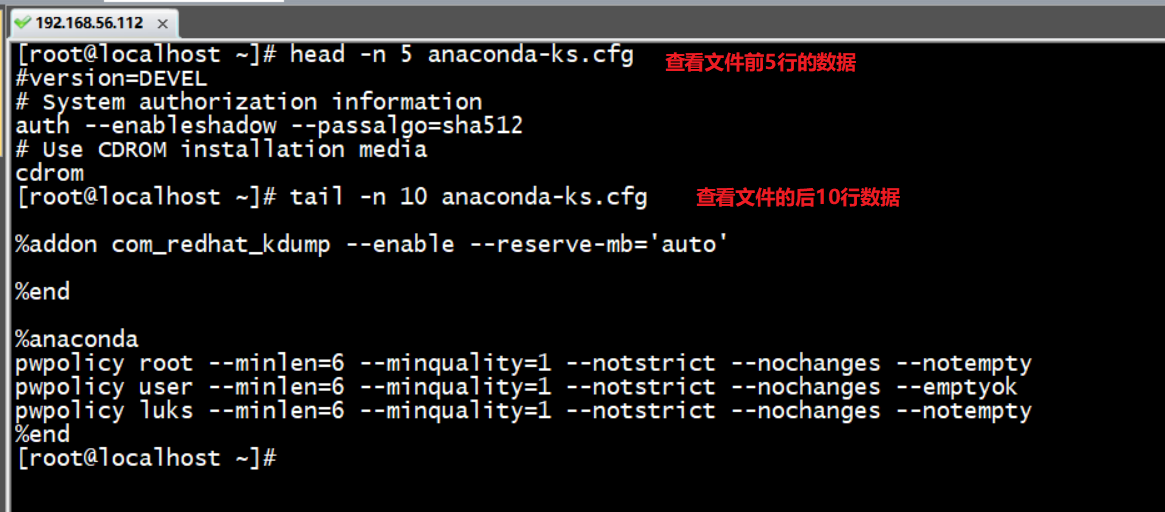 192.168.56.112
[root@localhost ~]# head -n 5 anaconda-ks.cfg 查看文件前5行的数据
#version=DEVEL
# System authorization information
auth --enableshadow --passalgo=sha512
# Use CDROM installation media
cdrom
[root@localhost ~]# tail -n 10 anaconda-ks.cfg 查看文件的后10行数据
%addon com_redhat_kdump --enable --reserve-mb='auto'
%end
%anaconda
pwpolicy root --minlen=6 --minquality=1 --notstrict --nochanges --notempty
pwpolicy user --minlen=6 --minquality=1 --notstrict --nochanges --emptyok
pwpolicy luks --minlen=6 --minquality=1 --notstrict --nochanges --notempty
%end
[root@localhost ~]#